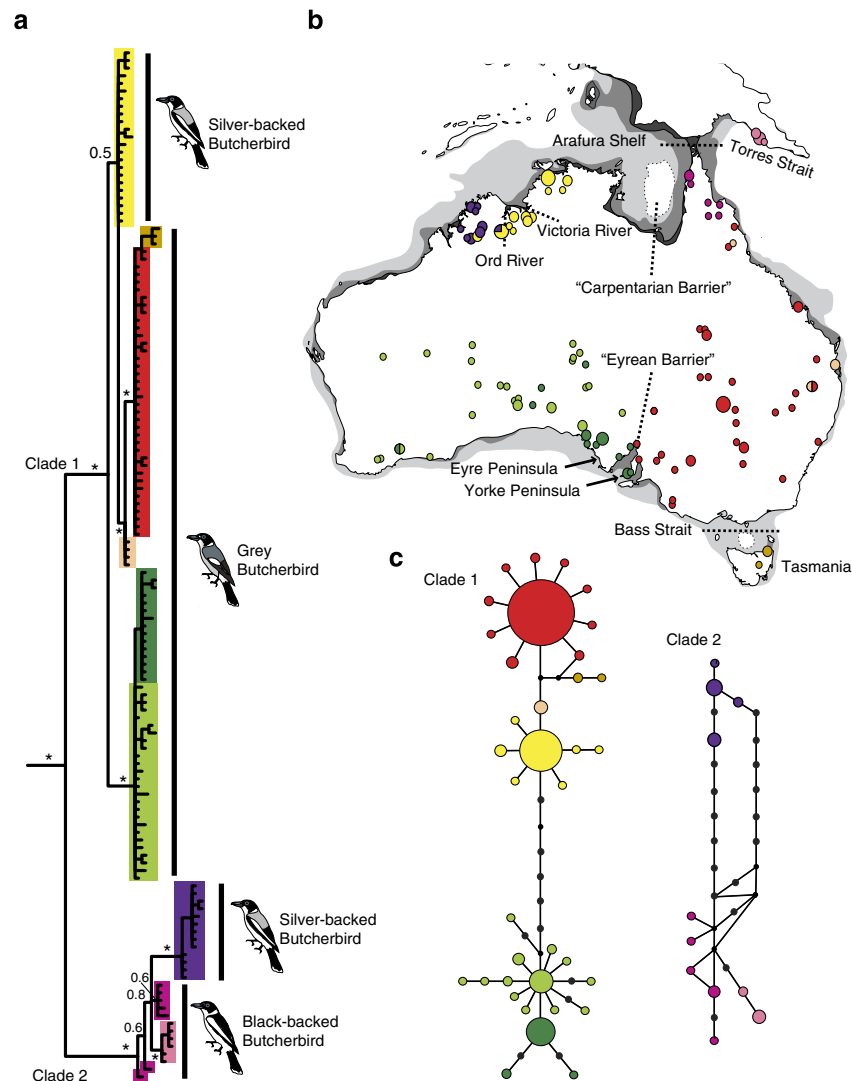 a
Silver-backed
Butcherbird
0.5
*
Clade 1
*
*
Grey
Butcherbird
*
*
Silver-backed
Butcherbird
*
0.6
0.8
0.6
Black-backed
Butcherbird
*
*
Clade 2
b
Arafura Shelf
Torres Strait
Victoria River
Ord River
“Carpentarian Barrier”
“Eyrean Barrier”
Eyre Peninsula
Yorke Peninsula
Bass Strait
Tasmania
c
Clade 1
Clade 2